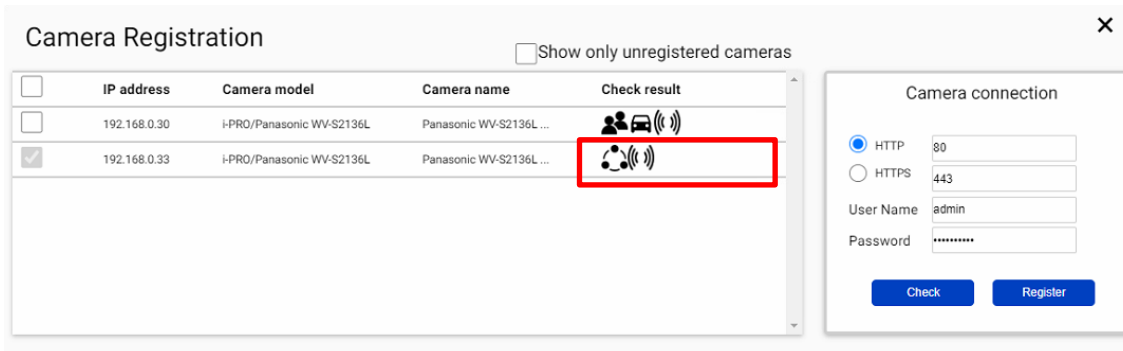 Camera Registration
Show only unregistered cameras
IP address Camera model Camera name Check result
192.168.0.30 i-PRO/Panasonic WV-S2136L Panasonic WV-S2136L ...
192.168.0.33 i-PRO/Panasonic WV-S2136L Panasonic WV-S2136L ...
Camera connection
HTTP 80
HTTPS 443
User Name admin
Password ••••••••••
Check Register